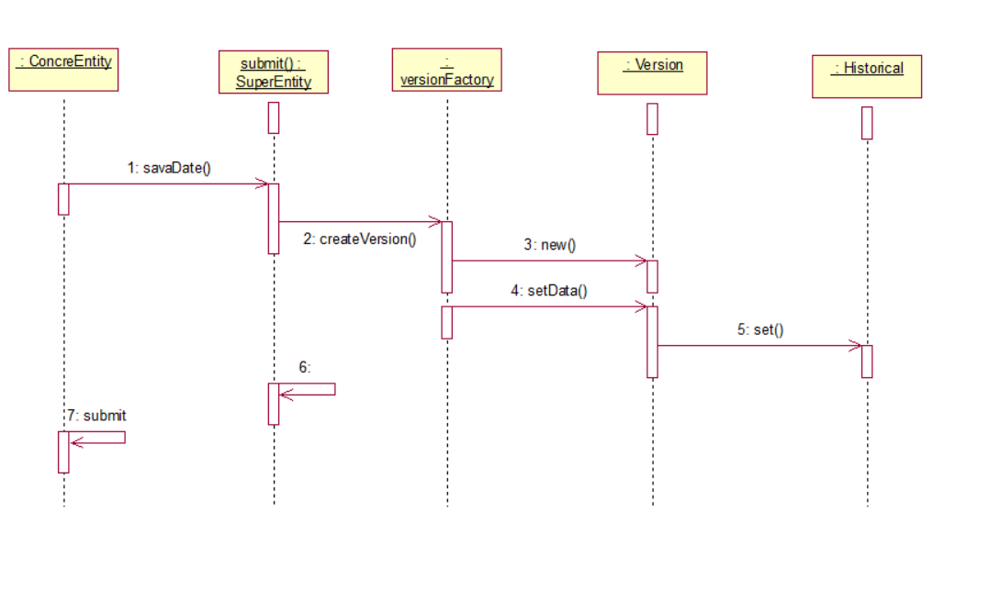 : ConcreEntity
submit() :
SuperEntity
:
versionFactory
: Version
: Historical
1: savaDate()
2: createVersion()
3: new()
4: setData()
5: set()
6:
7: submit